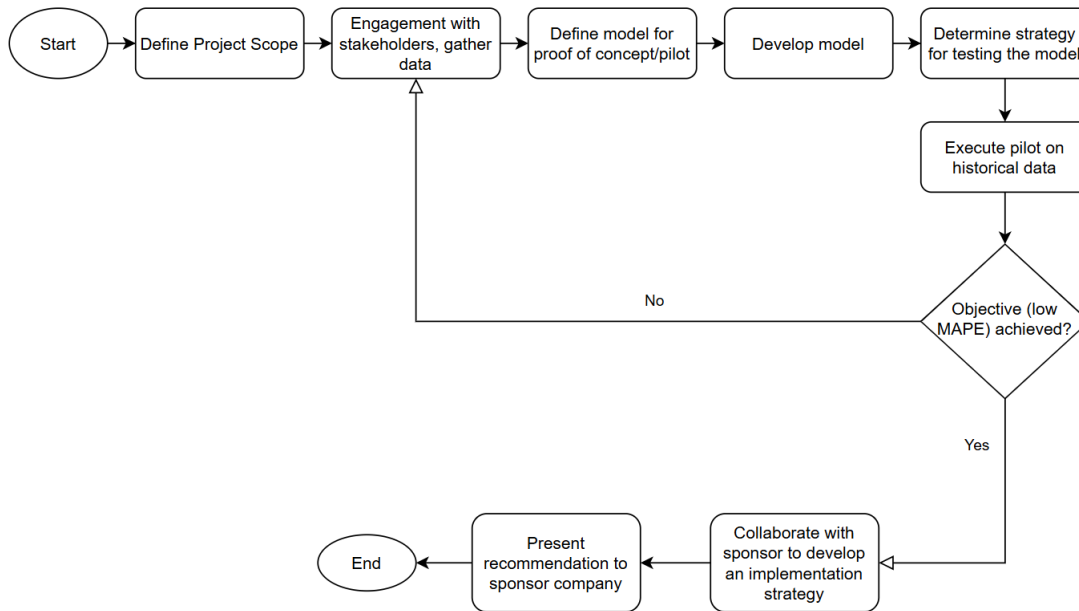 Start
Define Project Scope
Engagement with
stakeholders, gather
data
Define model for
proof of concept/pilot
Develop model
Determine strategy
for testing the model
Execute pilot on
historical data
Objective (low
MAPE) achieved?
No
Yes
Collaborate with
sponsor to develop
an implementation
strategy
Present
recommendation to
sponsor company
End